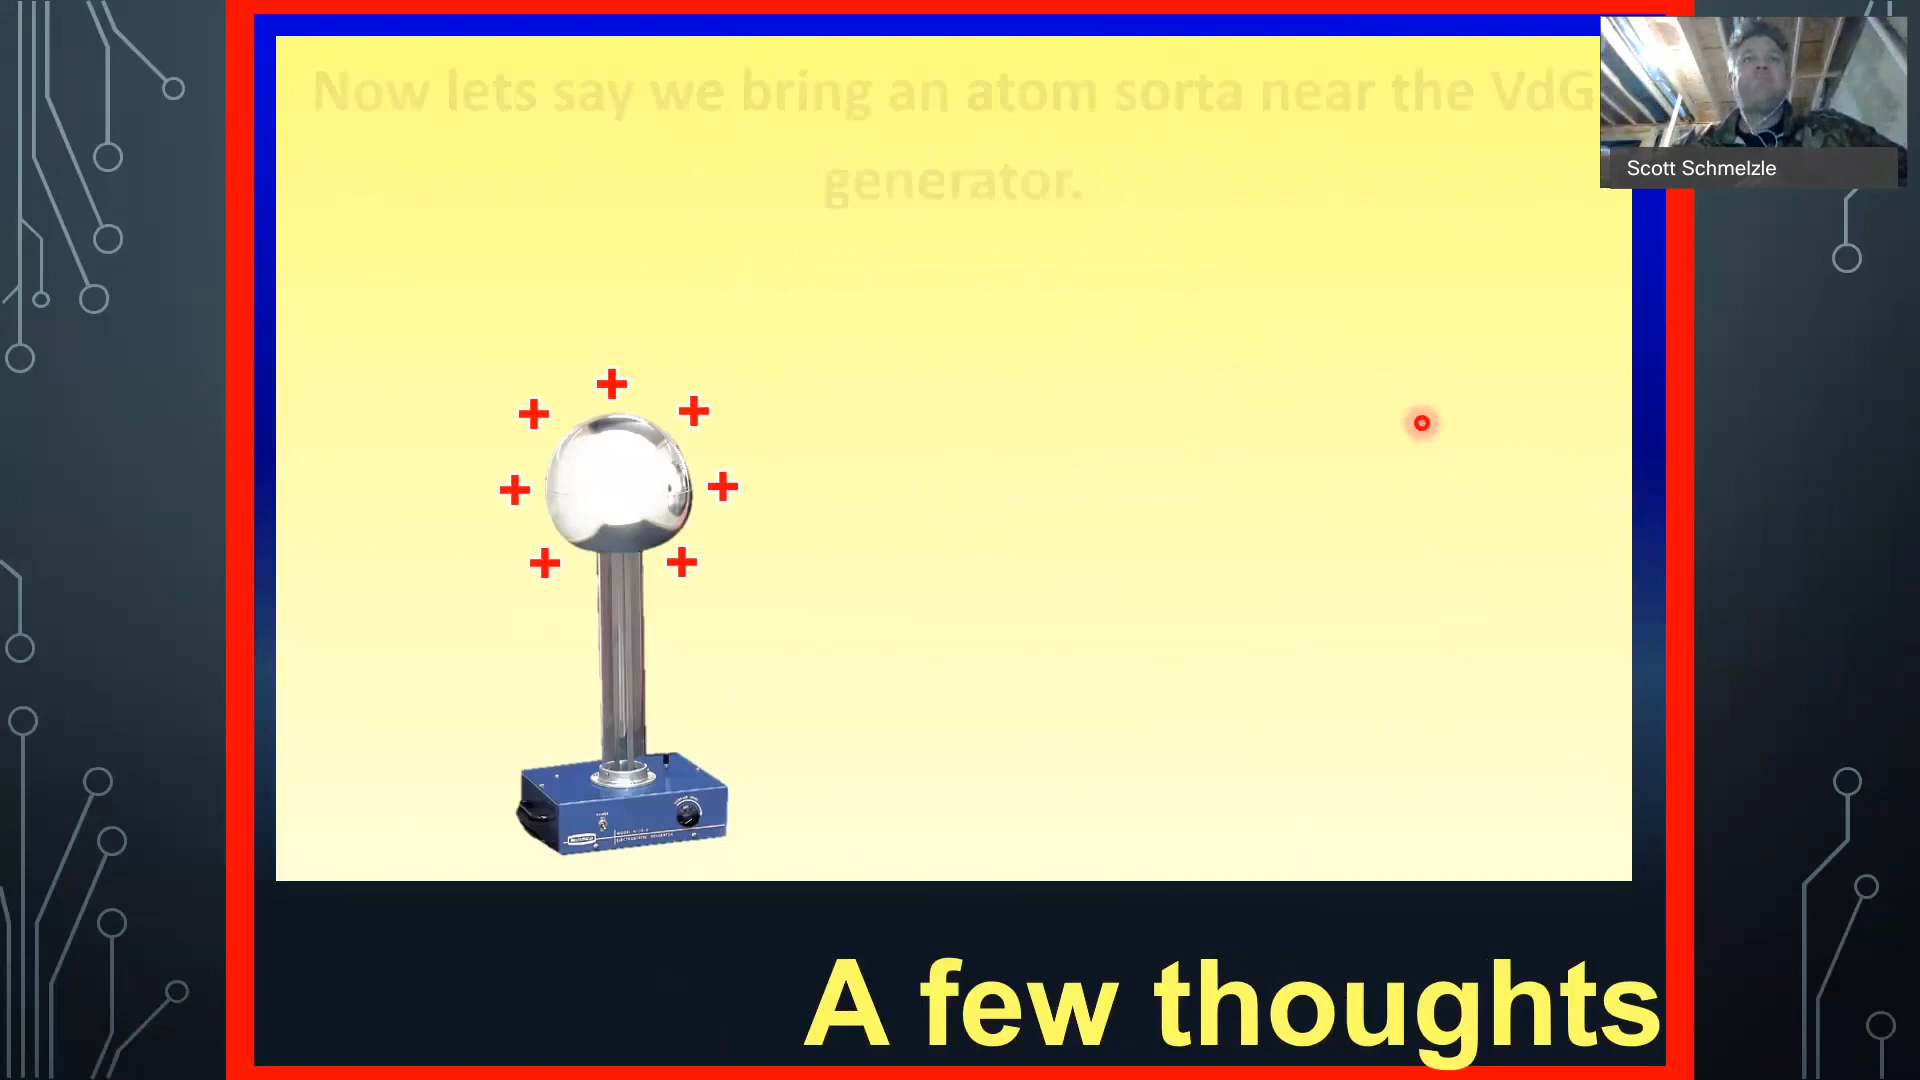 Now lets say we bring an atom sorta near the VdG
generator.
Scott Schmelzle
A few thoughts